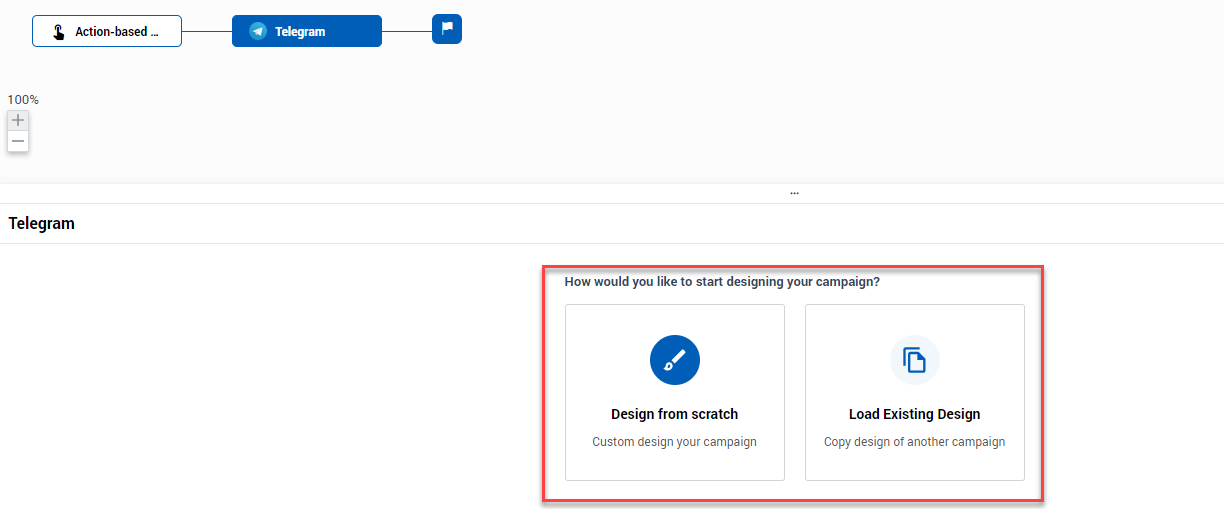 Action-based ...
Telegram
100%
Telegram
How would you like to start designing your campaign?
Design from scratch
Load Existing Design
Custom design your campaign
Copy design of another campaign